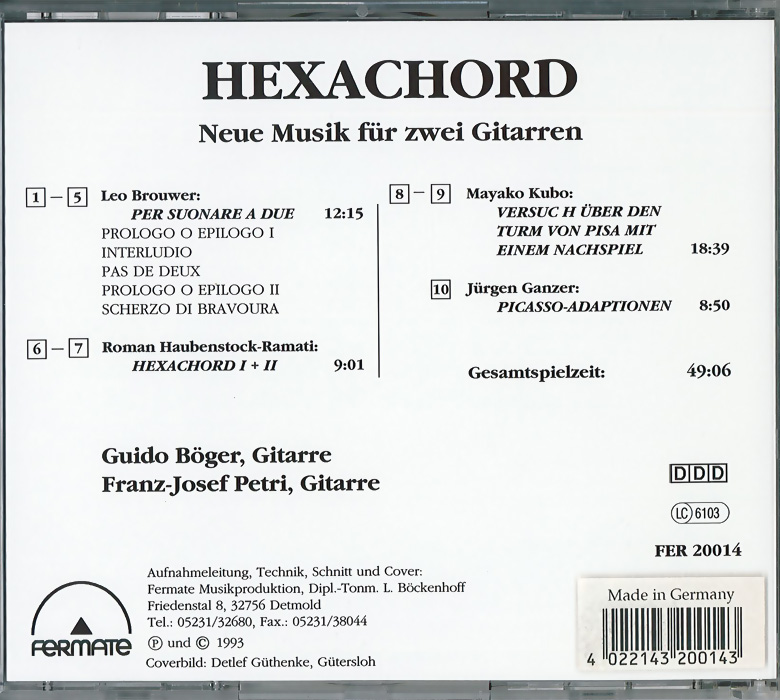 HEXACHORD
Neue Musik für zwei Gitarren
1 – 5 Leo Brouwer:
PER SUONARE A DUE 12:15
PROLOGO O EPILOGO I
INTERLUDIO
PAS DE DEUX
PROLOGO O EPILOGO II
SCHERZO DI BRAVOURA
6 – 7 Roman Haubenstock-Ramati:
HEXACHORD I + II 9:01
8 – 9 Mayako Kubo:
VERSUC H ÜBER DEN
TURM VON PISA MIT
EINEM NACHSPIEL 18:39
10 Jürgen Ganzer:
PICASSO-ADAPTIONEN 8:50
Gesamtspielzeit: 49:06
Guido Böger, Gitarre
Franz-Josef Petri, Gitarre
DDD
LC 6103
FER 20014
FERMATE
Aufnahmeleitung, Technik, Schnitt und Cover:
Fermate Musikproduktion, Dipl.-Tonm. L. Böckenhoff
Friedenstal 8, 32756 Detmold
Tel.: 05231/32680, Fax.: 05231/38044
Ⓟ und © 1993
Coverbild: Detlef Güthenke, Gütersloh
Made in Germany
4 022143 200143